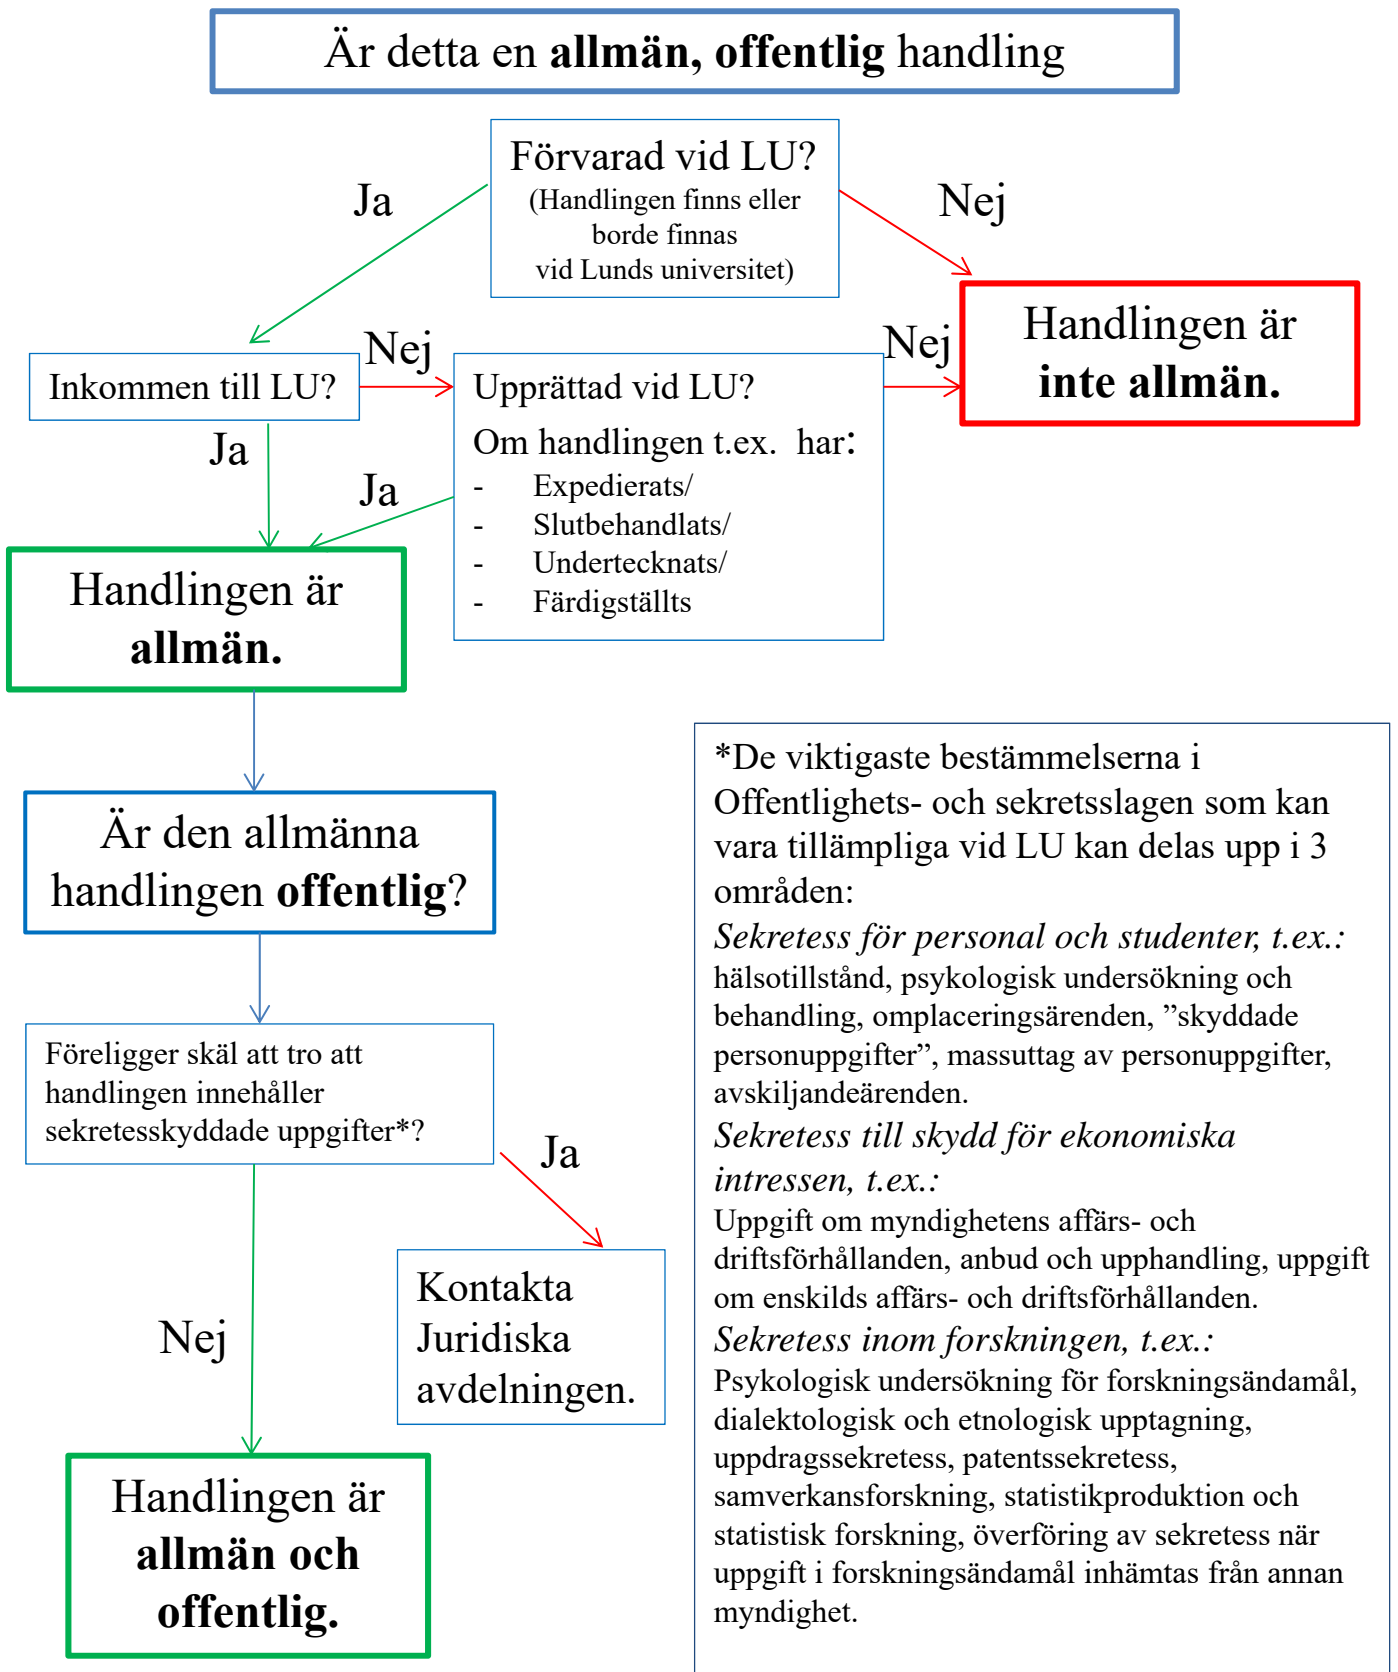 Är detta en allmän, offentlig handling
Förvarad vid LU?
(Handlingen finns eller
borde finnas
vid Lunds universitet)
Ja
Nej
Inkommen till LU?
Nej
Upprättad vid LU?
Om handlingen t.ex. har:
- Expedierats/
- Slutbehandlats/
- Undertecknats/
- Färdigställts
Nej
Handlingen är
inte allmän.
Ja
Ja
Handlingen är
allmän.
Är den allmänna
handlingen offentlig?
Föreligger skäl att tro att
handlingen innehåller
sekretesskyddade uppgifter*?
Ja
Kontakta
Juridiska
avdelningen.
Nej
Handlingen är
allmän och
offentlig.
*De viktigaste bestämmelserna i
Offentlighets- och sekretsslagen som kan
vara tillämpliga vid LU kan delas upp i 3
områden:
Sekretess för personal och studenter, t.ex.:
hälsotillstånd, psykologisk undersökning och
behandling, omplaceringsärenden, ”skyddade
personuppgifter”, massuttag av personuppgifter,
avskiljandeärenden.
Sekretess till skydd för ekonomiska
intressen, t.ex.:
Uppgift om myndighetens affärs- och
driftsförhållanden, anbud och upphandling, uppgift
om enskilds affärs- och driftsförhållanden.
Sekretess inom forskningen, t.ex.:
Psykologisk undersökning för forskningsändamål,
dialektologisk och etnologisk upptagning,
uppdragssekretess, patentssekretess,
samverkansforskning, statistikproduktion och
statistisk forskning, överföring av sekretess när
uppgift i forskningsändamål inhämtas från annan
myndighet.